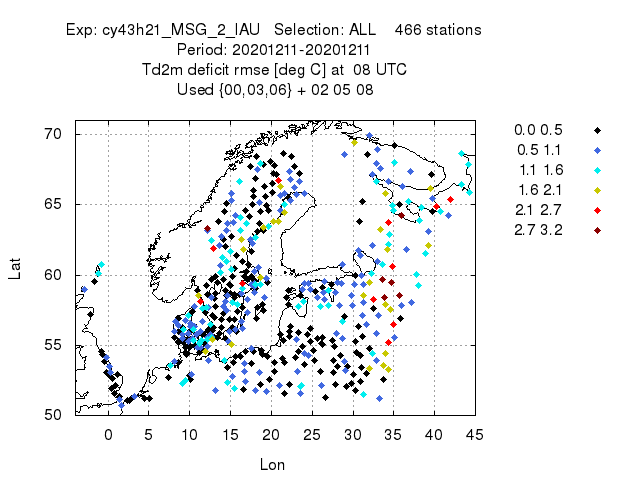 Exp: cy43h21_MSG_2_IAU   Selection: ALL    466 stations
Period: 20201211-20201211
Td2m deficit rmse [deg C] at  08 UTC
Used {00,03,06} + 02 05 08
70
65
60
55
50
0 5 10 15 20 25 30 35 40 45
Lat
Lon
0.0 0.5
0.5 1.1
1.1 1.6
1.6 2.1
2.1 2.7
2.7 3.2